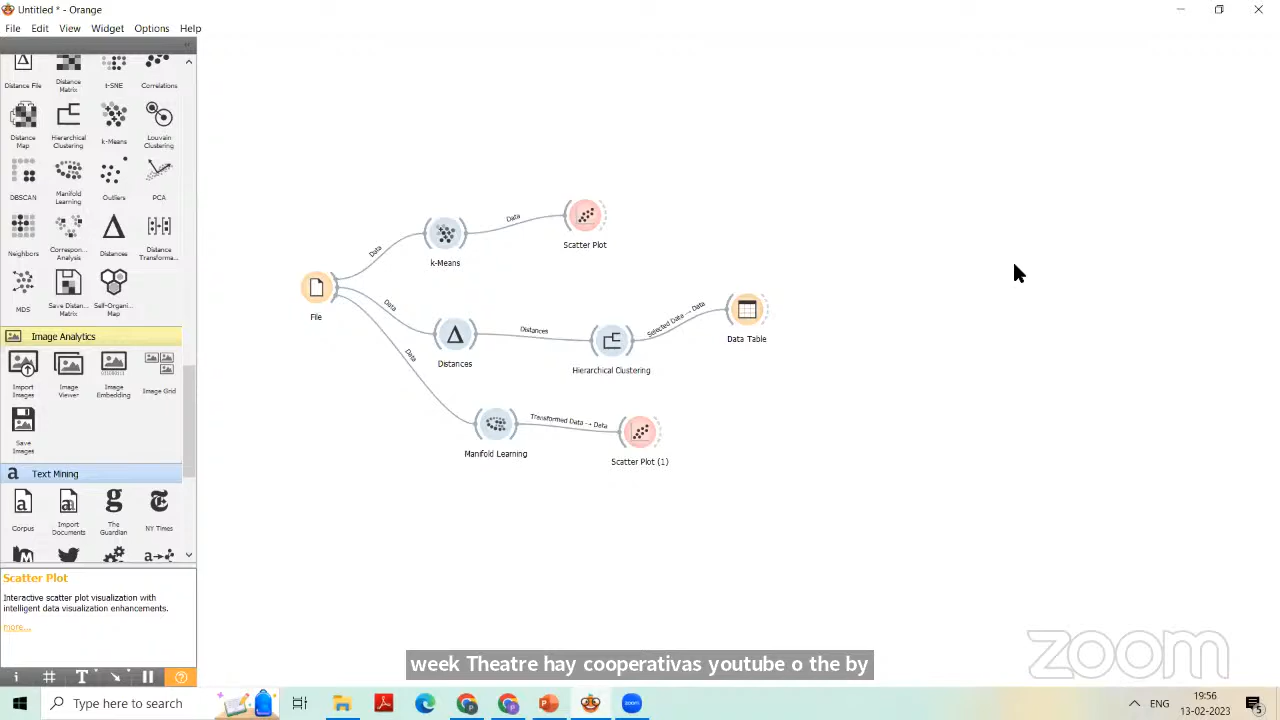 Untitled * - Orange
File Edit View Widget Options Help
Distance File
Distance Matrix
t-SNE
Correlations
Distance Map
Hierarchical Clustering
k-Means
Louvain Clustering
DBSCAN
Manifold Learning
Outliers
PCA
Neighbors
Correspon... Analysis
Distances
Distance Transforma...
MDS
Save Distan... Matrix
Self-Organi... Map
Image Analytics
Import Images
Image Viewer
Image Embedding
Image Grid
Save Images
a Text Mining
Corpus
Import Documents
The Guardian
NY Times
Scatter Plot
Interactive scatter plot visualization with
intelligent data visualization enhancements.
more...
File
Data
k-Means
Data
Scatter Plot
Data
Distances
Distances
Hierarchical Clustering
Selected Data → Data
Data Table
Data
Manifold Learning
Transformed Data → Data
Scatter Plot (1)
week Theatre hay cooperativas youtube o the by
zoom
Type here to search
zoom
ENG
19:56
13-02-2023
5